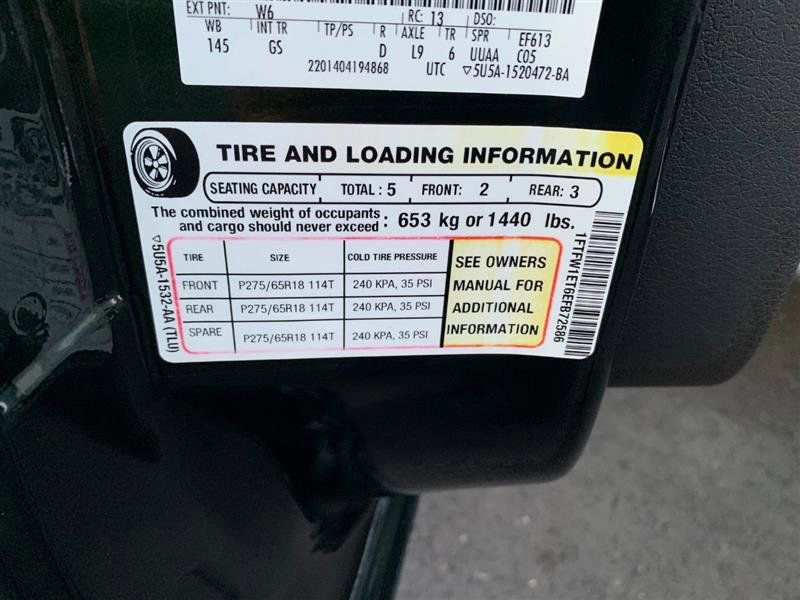 EXT PNT: W6 RC: 13 DSO:
WB INT TR TP/PS R AXLE TR SPR EF613
145 GS D L9 6 UUAA C05
2201404194868 UTC ▽5U5A-1520472-BA
TIRE AND LOADING INFORMATION
SEATING CAPACITY TOTAL : 5 FRONT: 2 REAR: 3
The combined weight of occupants
and cargo should never exceed : 653 kg or 1440 lbs.
TIRE SIZE COLD TIRE PRESSURE
FRONT P275/65R18 114T 240 KPA, 35 PSI
REAR P275/65R18 114T 240 KPA, 35 PSI
SPARE P275/65R18 114T 240 KPA, 35 PSI
SEE OWNERS
MANUAL FOR
ADDITIONAL
INFORMATION
▽5U5A-1532-AA (TLU)
1FTFW1ET6EFB72586